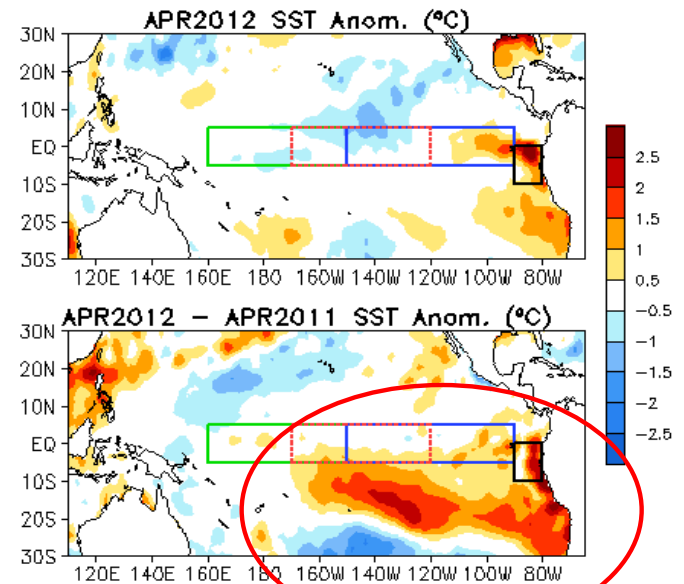 APR2012 SST Anom. (ºC)
30N
20N
10N
EQ
10S
20S
30S
120E 140E 160E 180 160W 140W 120W 100W 80W
APR2012 – APR2011 SST Anom. (ºC)
30N
20N
10N
EQ
10S
20S
30S
120E 140E 160E 180 160W 140W 120W 100W 80W
2.5
2
1.5
1
0.5
−0.5
−1
−1.5
−2
−2.5